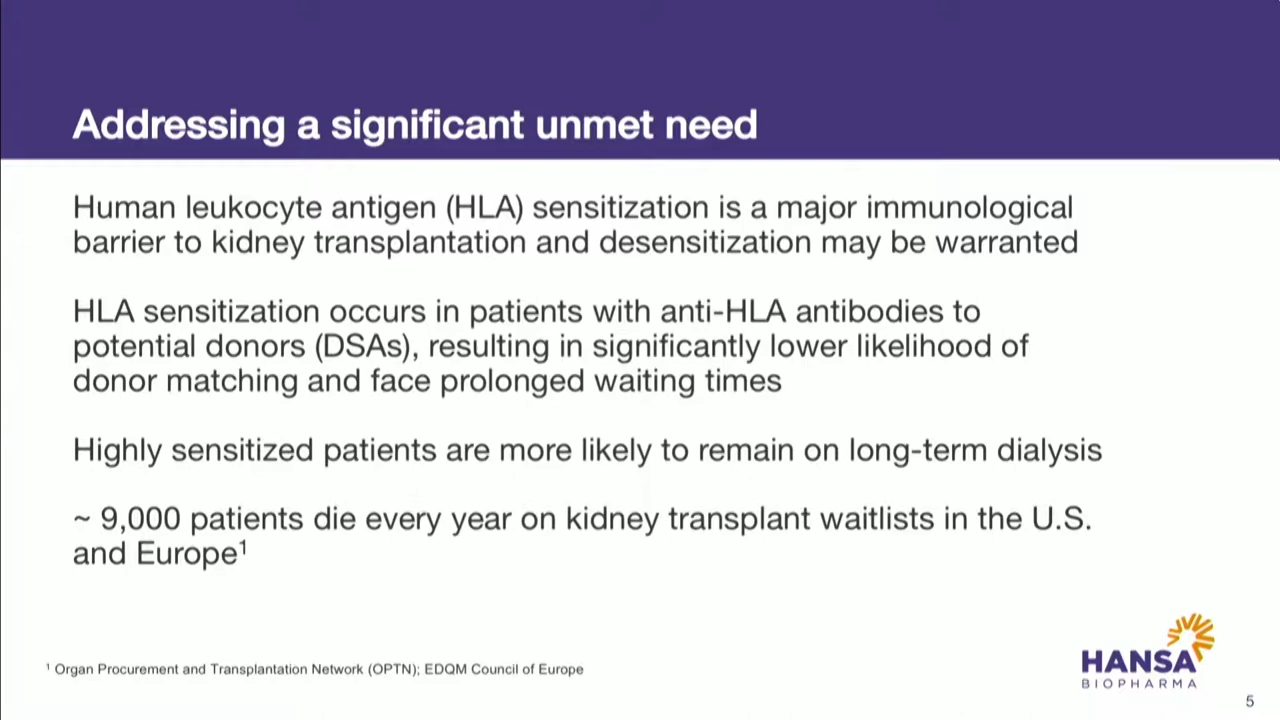 Addressing a significant unmet need
Human leukocyte antigen (HLA) sensitization is a major immunological
barrier to kidney transplantation and desensitization may be warranted
HLA sensitization occurs in patients with anti-HLA antibodies to
potential donors (DSAs), resulting in significantly lower likelihood of
donor matching and face prolonged waiting times
Highly sensitized patients are more likely to remain on long-term dialysis
~ 9,000 patients die every year on kidney transplant waitlists in the U.S.
and Europe¹
¹ Organ Procurement and Transplantation Network (OPTN); EDQM Council of Europe
HANSA
BIOPHARMA
5